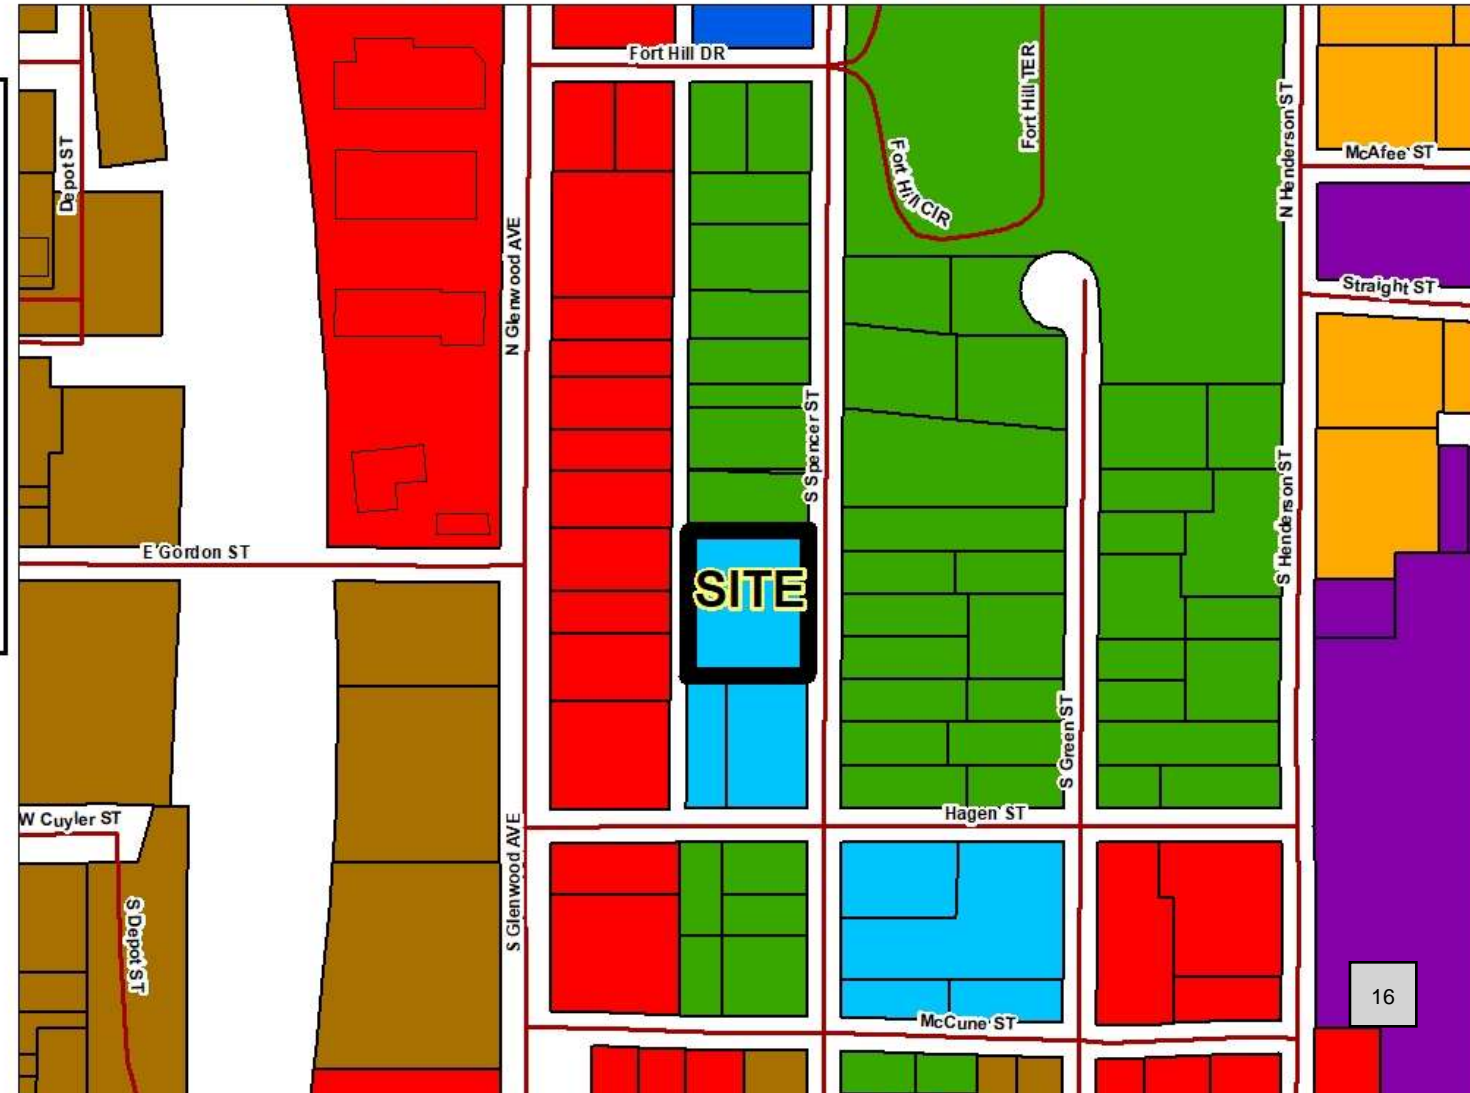 Fort Hill DR
Fort Hill TER
Depot ST
N Henderson ST
McAfee ST
Fort Hill CIR
N Glenwood AVE
Straight ST
S Spencer ST
S Henderson ST
E Gordon ST
SITE
S Green ST
W Cuyler ST
Hagen ST
S Glenwood AVE
S Depot ST
16
McCune ST